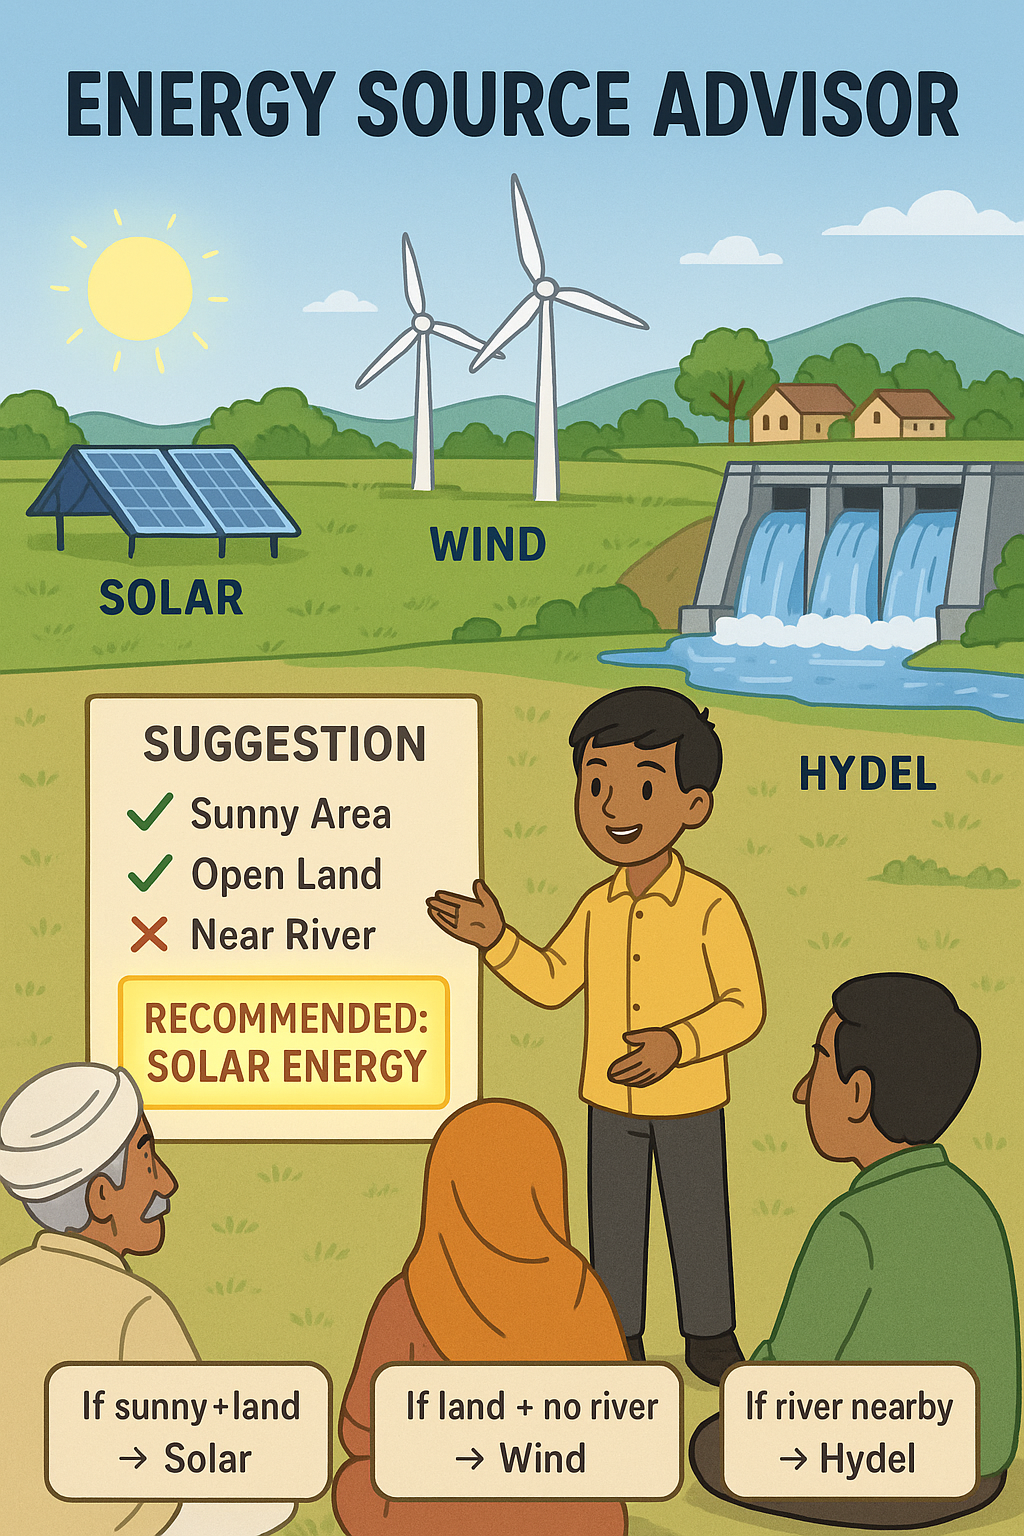 ENERGY SOURCE ADVISOR
WIND
SOLAR
HYDEL
SUGGESTION
✓ Sunny Area
✓ Open Land
✗ Near River
RECOMMENDED:
SOLAR ENERGY
If sunny+land
→ Solar
If land + no river
→ Wind
If river nearby
→ Hydel